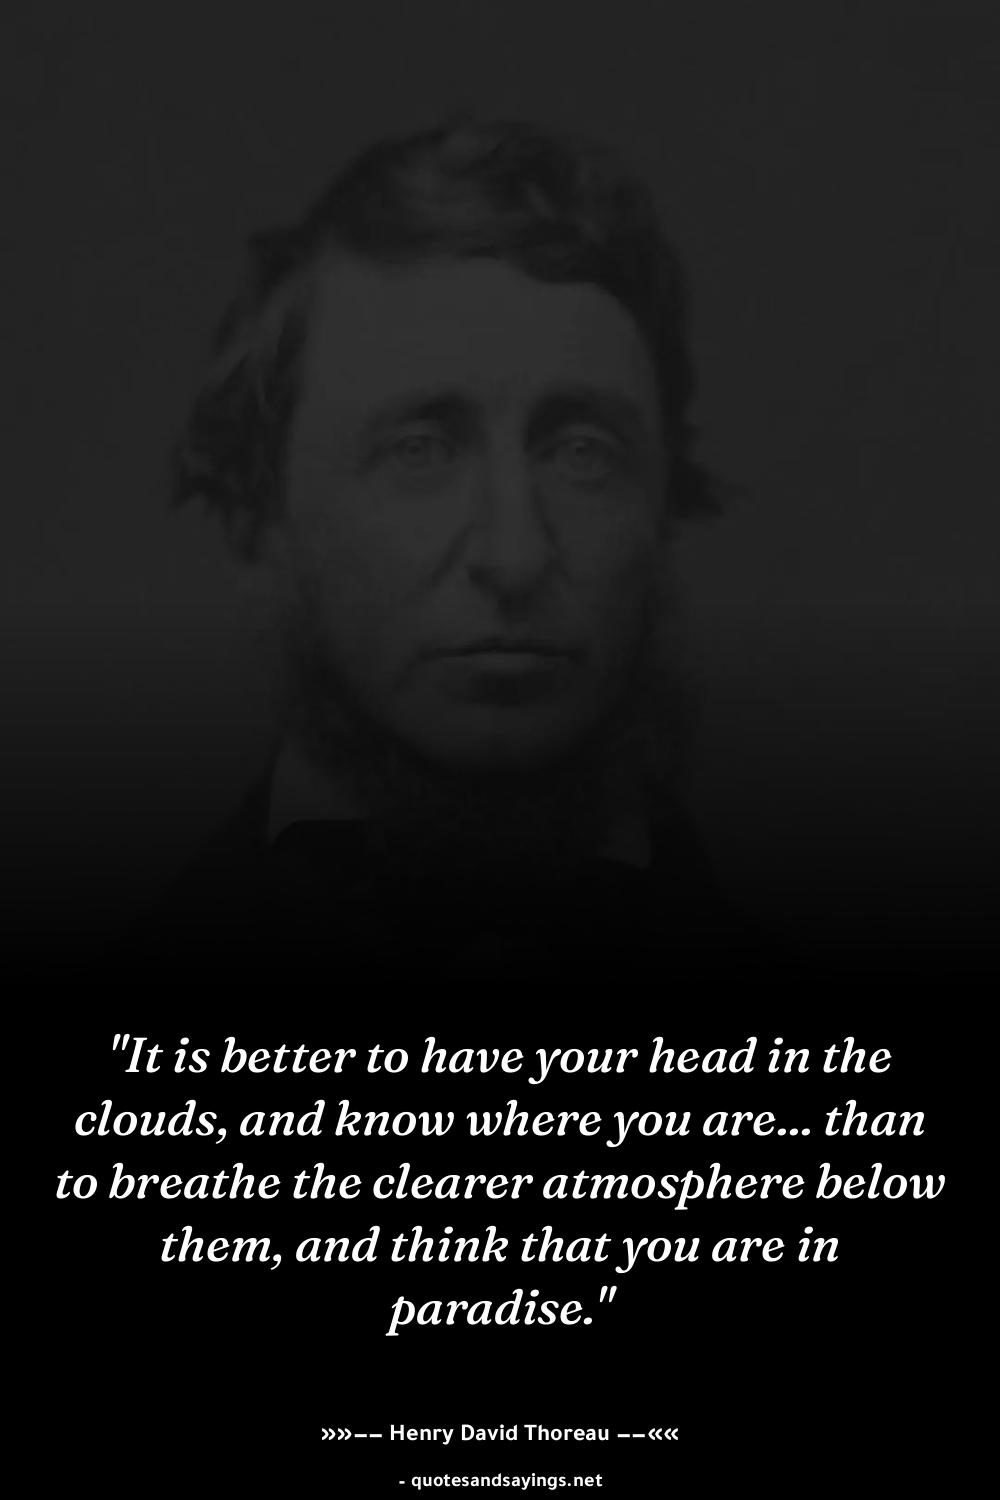 "It is better to have your head in the
clouds, and know where you are... than
to breathe the clearer atmosphere below
them, and think that you are in
paradise."
»»−− Henry David Thoreau −−««
- quotesandsayings.net